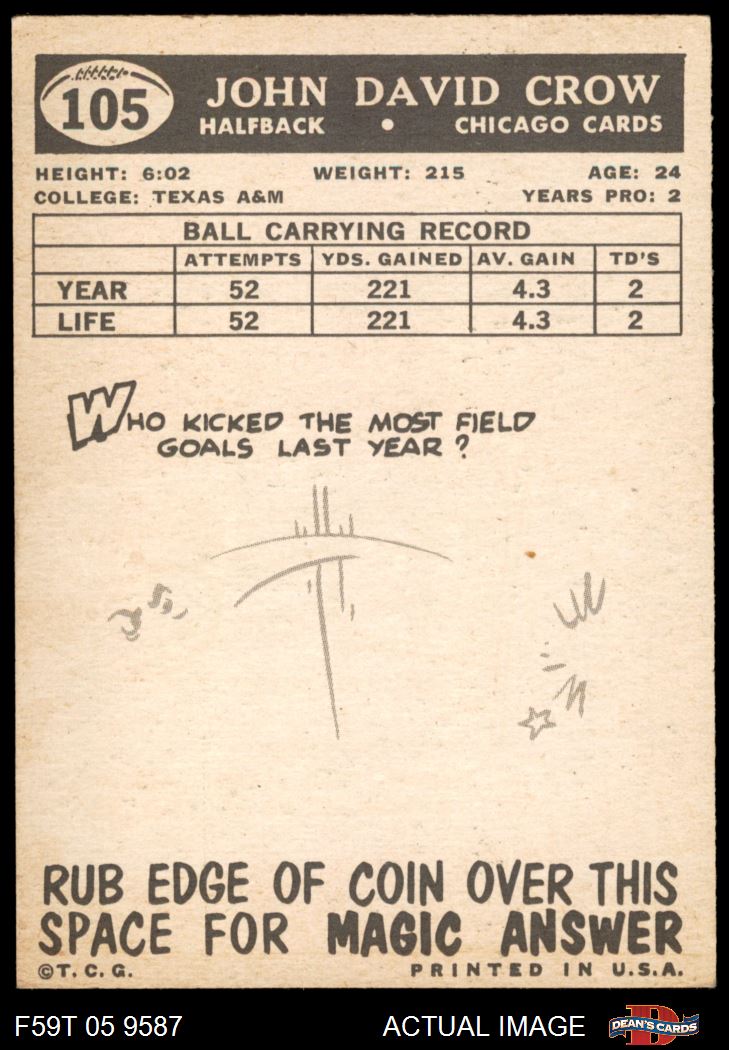 105
JOHN DAVID CROW
HALFBACK • CHICAGO CARDS
HEIGHT: 6:02 WEIGHT: 215 AGE: 24
COLLEGE: TEXAS A&M YEARS PRO: 2
BALL CARRYING RECORD
ATTEMPTS YDS. GAINED AV. GAIN TD'S
YEAR 52 221 4.3 2
LIFE 52 221 4.3 2
WHO KICKED THE MOST FIELD
GOALS LAST YEAR?
RUB EDGE OF COIN OVER THIS
SPACE FOR MAGIC ANSWER
©T.C.G. PRINTED IN U.S.A.
F59T 05 9587 ACTUAL IMAGE DEAN'S CARDS